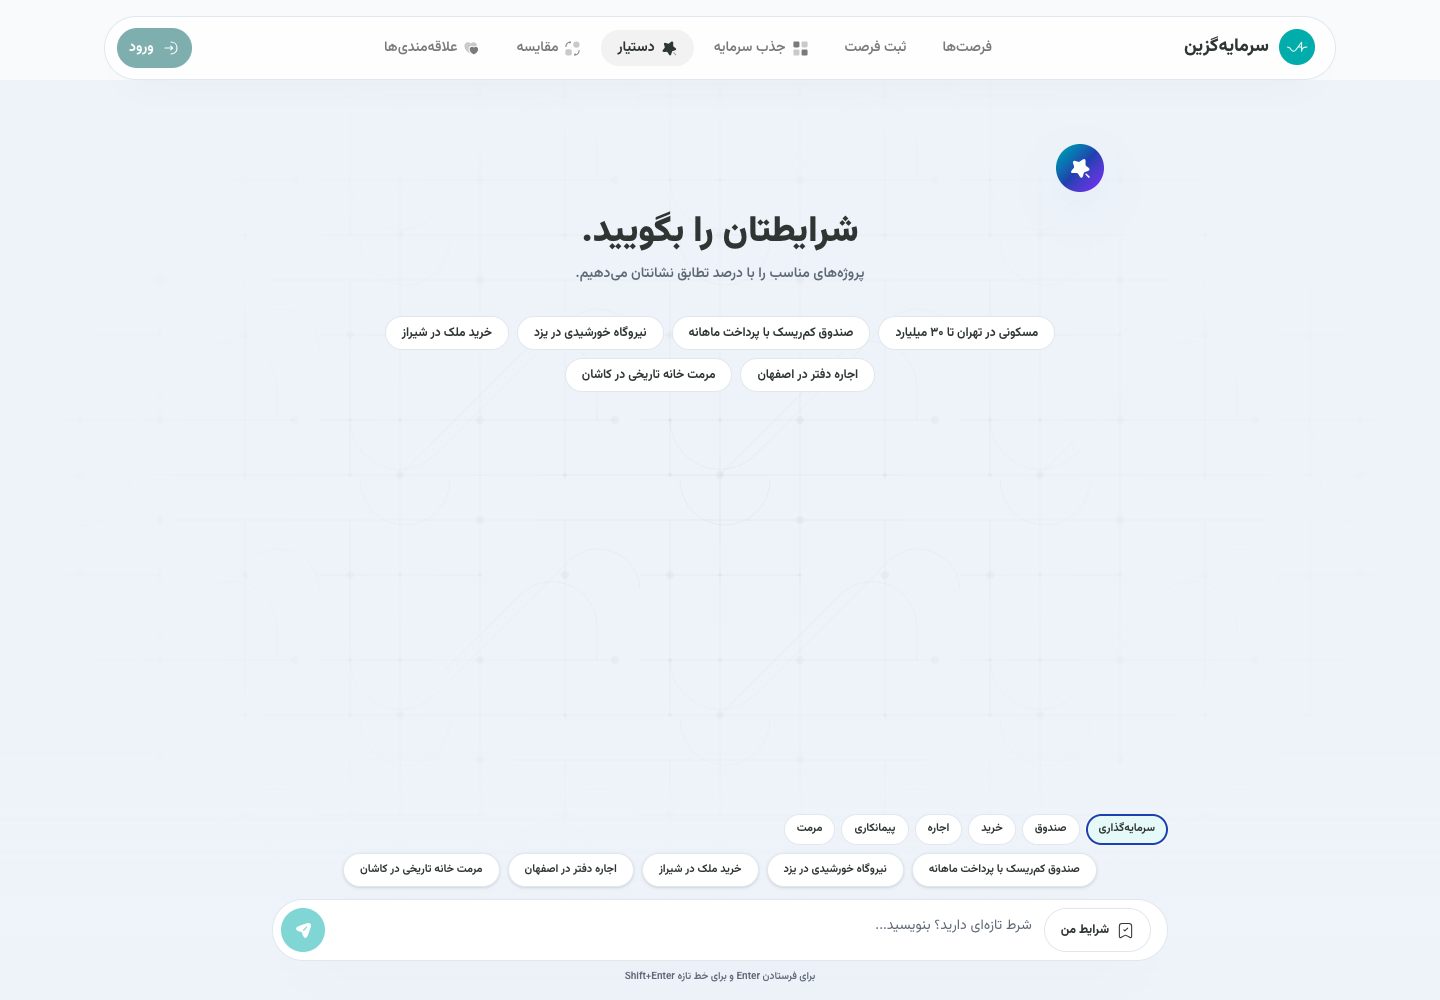 سرمایه‌گزین
فرصت‌ها
ثبت فرصت
جذب سرمایه
دستیار
مقایسه
علاقه‌مندی‌ها
ورود
شرایطتان را بگویید.
پروژه‌های مناسب را با درصد تطابق نشانتان می‌دهیم.
مسکونی در تهران تا ۳۰ میلیارد
صندوق کم‌ریسک با پرداخت ماهانه
نیروگاه خورشیدی در یزد
خرید ملک در شیراز
اجاره دفتر در اصفهان
مرمت خانه تاریخی در کاشان
سرمایه‌گذاری
صندوق
خرید
اجاره
پیمانکاری
مرمت
صندوق کم‌ریسک با پرداخت ماهانه
نیروگاه خورشیدی در یزد
خرید ملک در شیراز
اجاره دفتر در اصفهان
مرمت خانه تاریخی در کاشان
شرایط من
شرط تازه‌ای دارید؟ بنویسید...
برای فرستادن Enter و برای خط تازه Shift+Enter